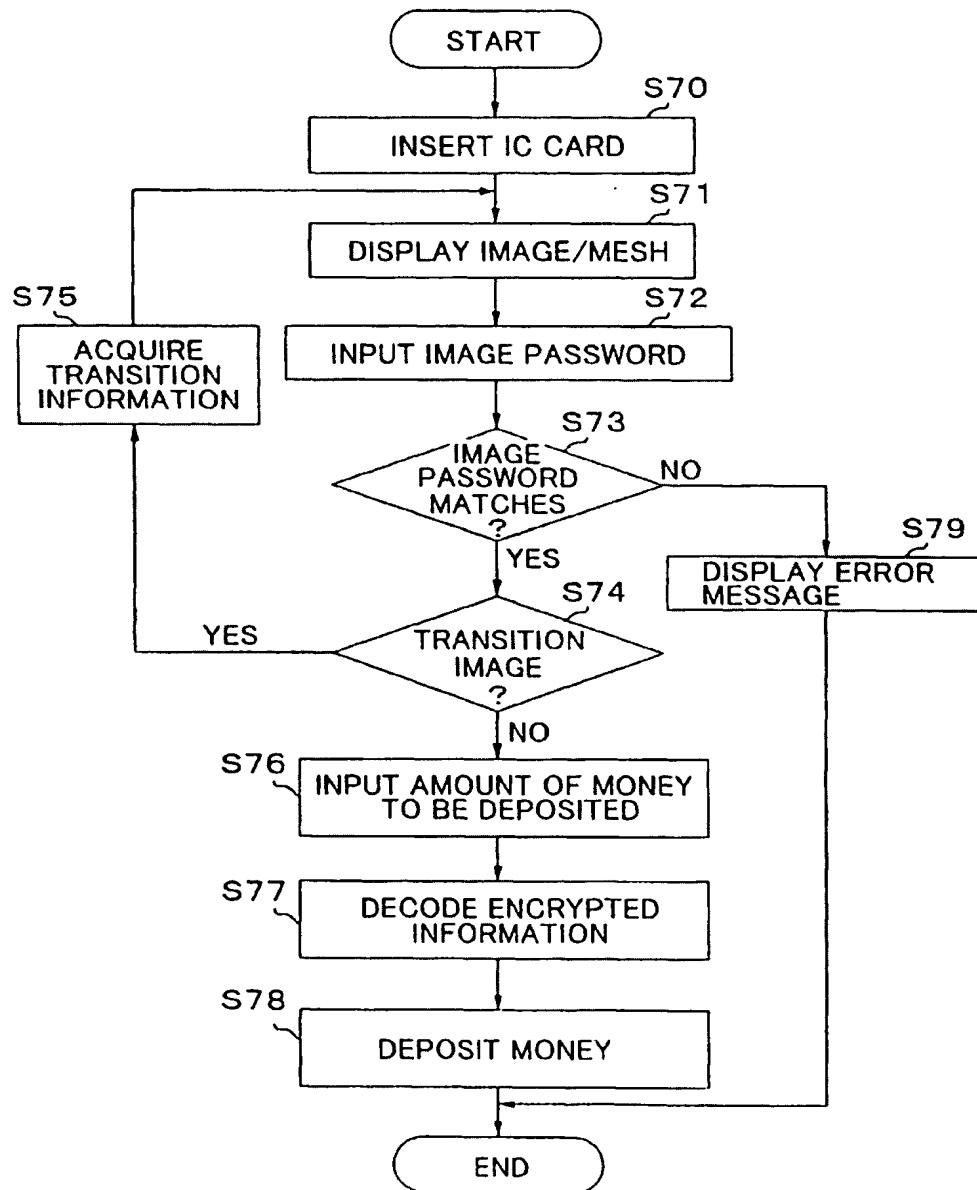 START
S70
INSERT IC CARD
S71
DISPLAY IMAGE/MESH
S75
ACQUIRE
TRANSITION
INFORMATION
S72
INPUT IMAGE PASSWORD
S73
IMAGE
PASSWORD
MATCHES
?
NO
YES
S79
DISPLAY ERROR
MESSAGE
S74
TRANSITION
IMAGE
?
YES
NO
S76
INPUT AMOUNT OF MONEY
TO BE DEPOSITED
S77
DECODE ENCRYPTED
INFORMATION
S78
DEPOSIT MONEY
END